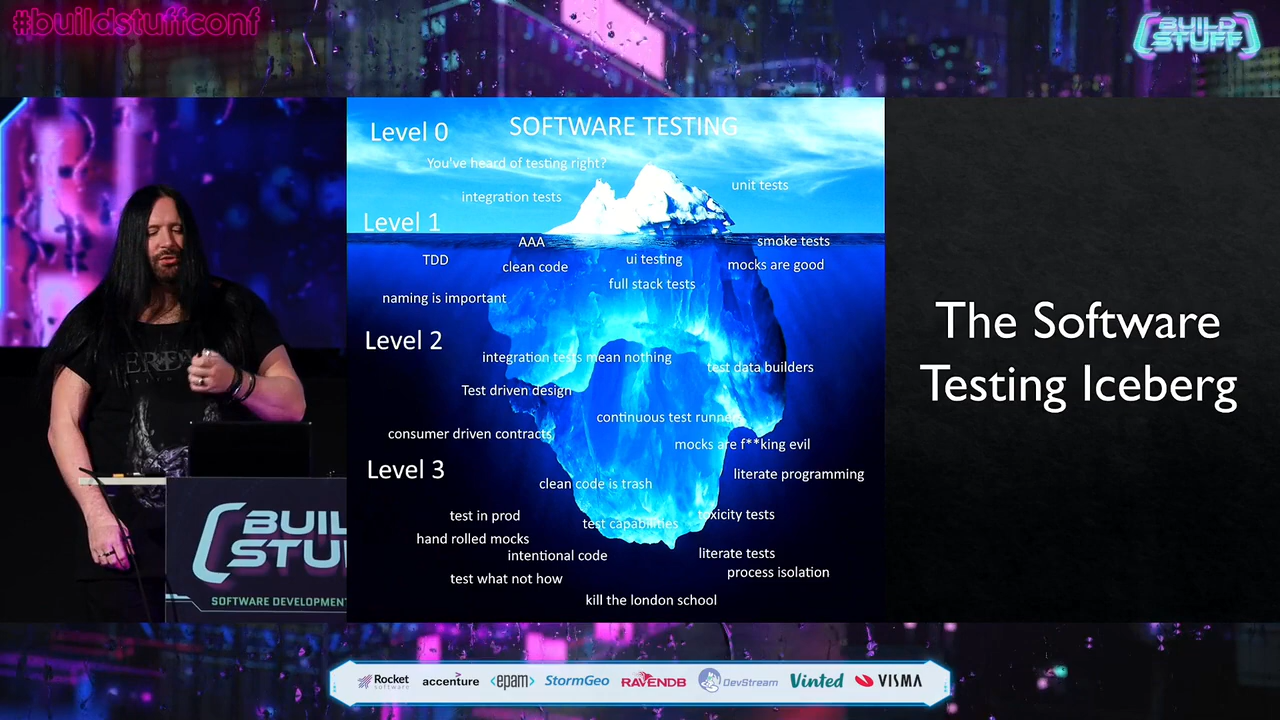 #buildstuffconf
BUILD
STUFF
Level 0
SOFTWARE TESTING
You've heard of testing right?
unit tests
integration tests
Level 1
AAA
smoke tests
TDD
clean code
ui testing
mocks are good
full stack tests
naming is important
Level 2
integration tests mean nothing
test data builders
Test driven design
continuous test runners
consumer driven contracts
mocks are f**king evil
Level 3
literate programming
clean code is trash
test in prod
toxicity tests
test capabilities
hand rolled mocks
intentional code
literate tests
process isolation
test what not how
kill the london school
The Software
Testing Iceberg
BUIL
STU
SOFTWARE DEVELOPMENT
Rocket
software
accenture
<epam>
StormGeo
RAVENDB
DevStream
Vinted
VISMA